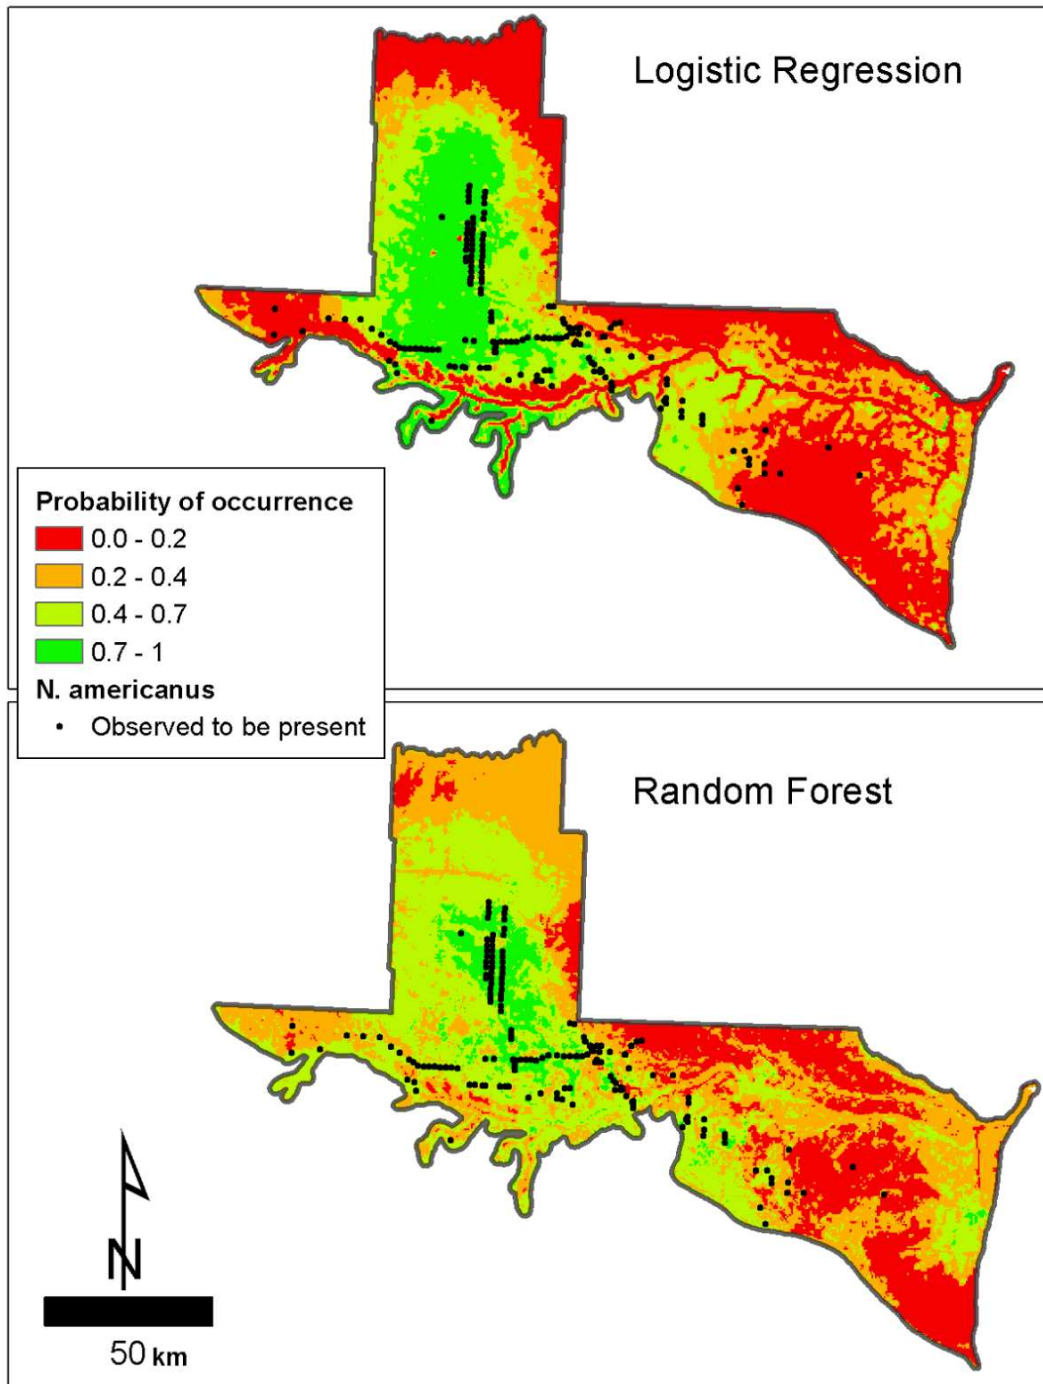 Logistic Regression
Probability of occurrence
0.0 - 0.2
0.2 - 0.4
0.4 - 0.7
0.7 - 1
N. americanus
Observed to be present
Random Forest
N
50 km